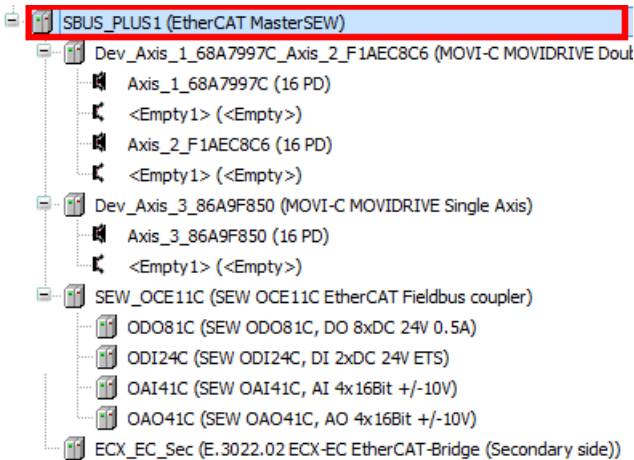 SBUS_PLUS1 (EtherCAT MasterSEW)
Dev_Axis_1_68A7997C_Axis_2_F1AEC8C6 (MOVI-C MOVIDRIVE Doub
Axis_1_68A7997C (16 PD)
<Empty1> (<Empty>)
Axis_2_F1AEC8C6 (16 PD)
<Empty1> (<Empty>)
Dev_Axis_3_86A9F850 (MOVI-C MOVIDRIVE Single Axis)
Axis_3_86A9F850 (16 PD)
<Empty1> (<Empty>)
SEW_OCE11C (SEW OCE11C EtherCAT Fieldbus coupler)
ODO81C (SEW ODO81C, DO 8xDC 24V 0.5A)
ODI24C (SEW ODI24C, DI 2xDC 24V ETS)
OAI41C (SEW OAI41C, AI 4x16Bit +/-10V)
OAO41C (SEW OAO41C, AO 4x16Bit +/-10V)
ECX_EC_Sec (E.3022.02 ECX-EC EtherCAT-Bridge (Secondary side))